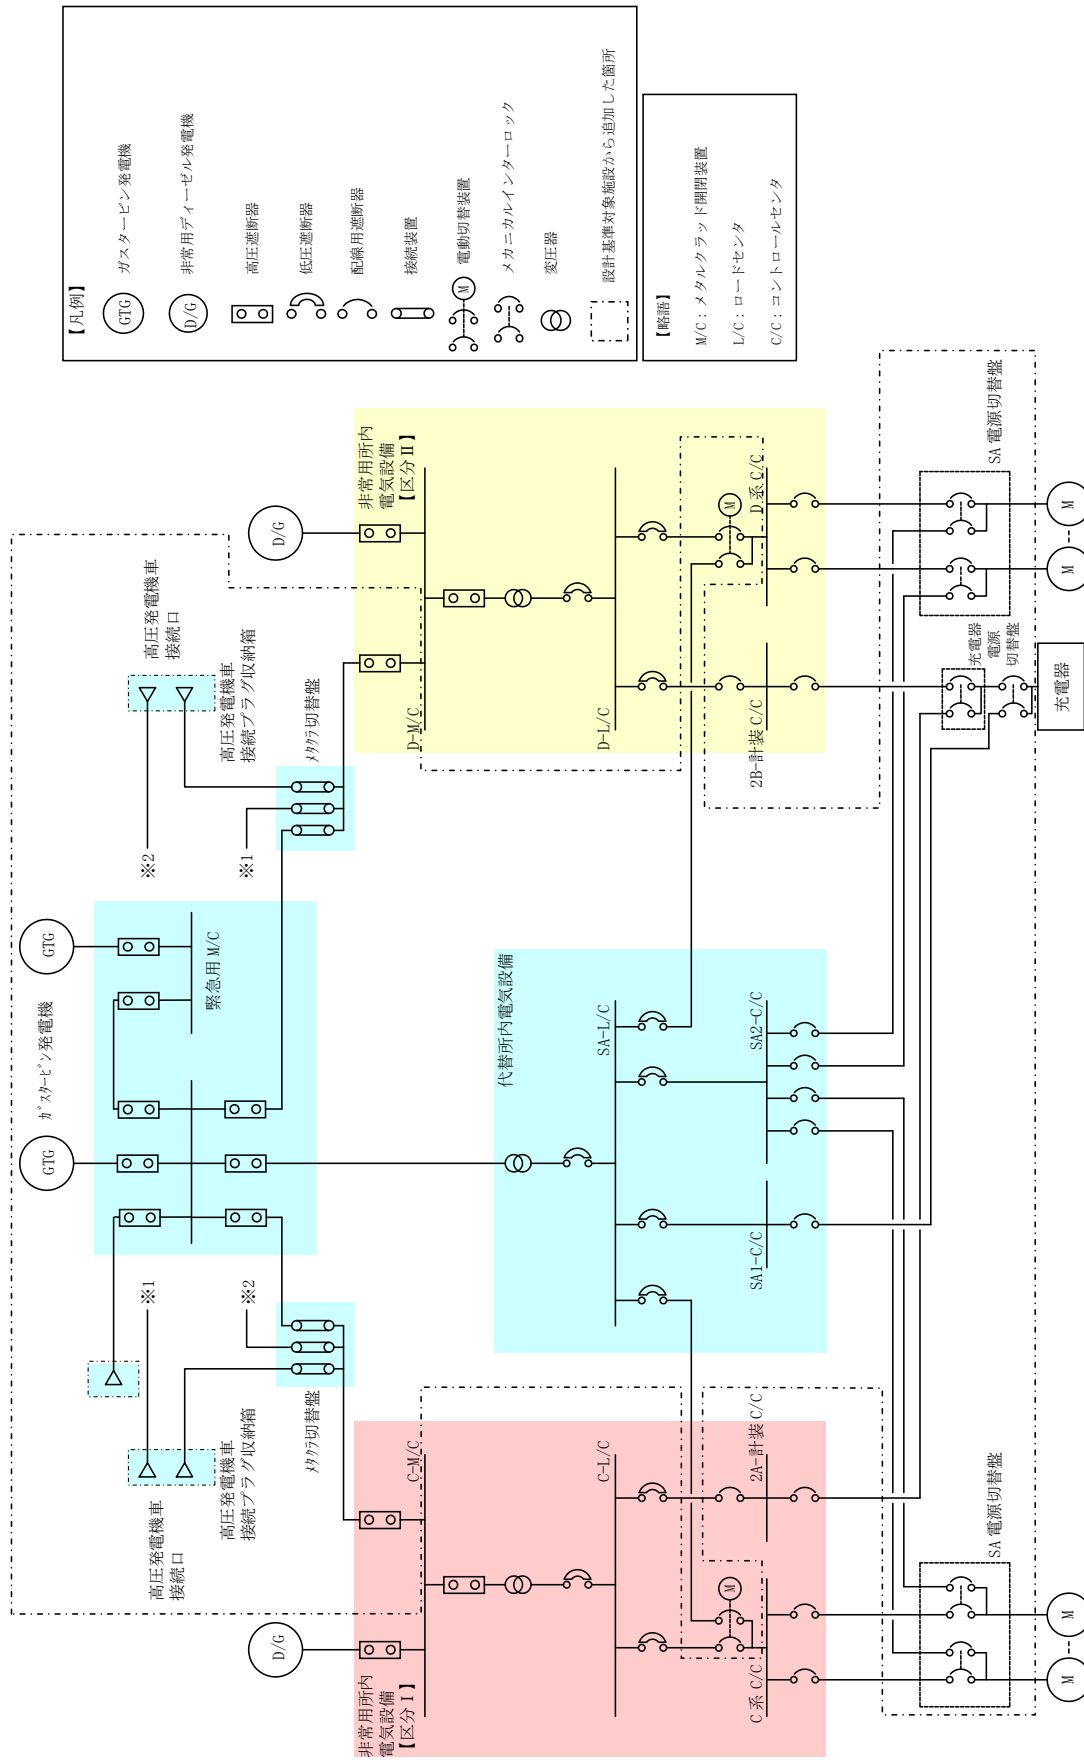 【凡例】
GTG
ガスタービン発電機
D/G
非常用ディーゼル発電機
高圧遮断器
低圧遮断器
配線用遮断器
接続装置
M
電動切替装置
メカニカルインターロック
変圧器
設計基準対象施設から追加した箇所
【略語】
M/C：メタルクラッド開閉装置
L/C：ロードセンタ
C/C：コントロールセンタ
ｶﾞｽﾀｰﾋﾞﾝ発電機
GTG
GTG
緊急用 M/C
※1
※2
高圧発電機車
接続口
高圧発電機車
接続プラグ収納箱
ﾒﾀｸﾗ切替盤
※2
※1
高圧発電機車
接続口
高圧発電機車
接続プラグ収納箱
ﾒﾀｸﾗ切替盤
D/G
非常用所内
電気設備
【区分Ⅰ】
C-M/C
C-L/C
M
C系 C/C
2A-計装 C/C
代替所内電気設備
SA-L/C
SA1-C/C
SA2-C/C
D/G
非常用所内
電気設備
【区分Ⅱ】
D-M/C
D-L/C
M
D系 C/C
2B-計装 C/C
SA 電源切替盤
M
M
充電器
電源
切替盤
充電器
SA 電源切替盤
M
M